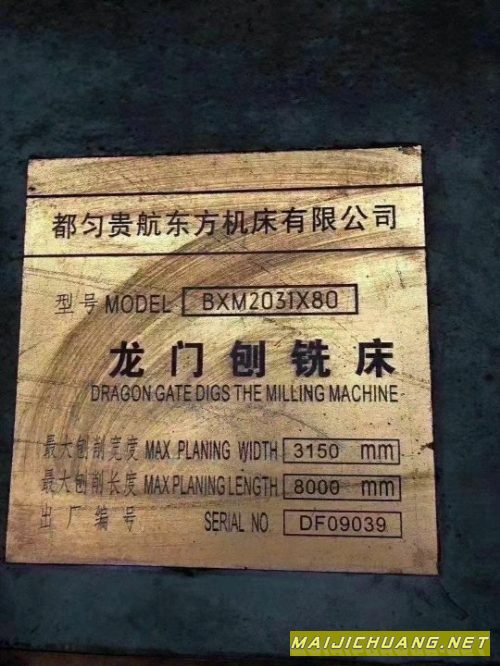 都匀贵航东方机床有限公司
型号 MODEL BXM2031X80
龙门刨铣床
DRAGON GATE DIGS THE MILLING MACHINE
最大刨削宽度 MAX PLANING WIDTH 3150 mm
最大刨削长度 MAX PLANING LENGTH 8000 mm
出厂编号 SERIAL NO DF09039
MAIJICHUANG.NET